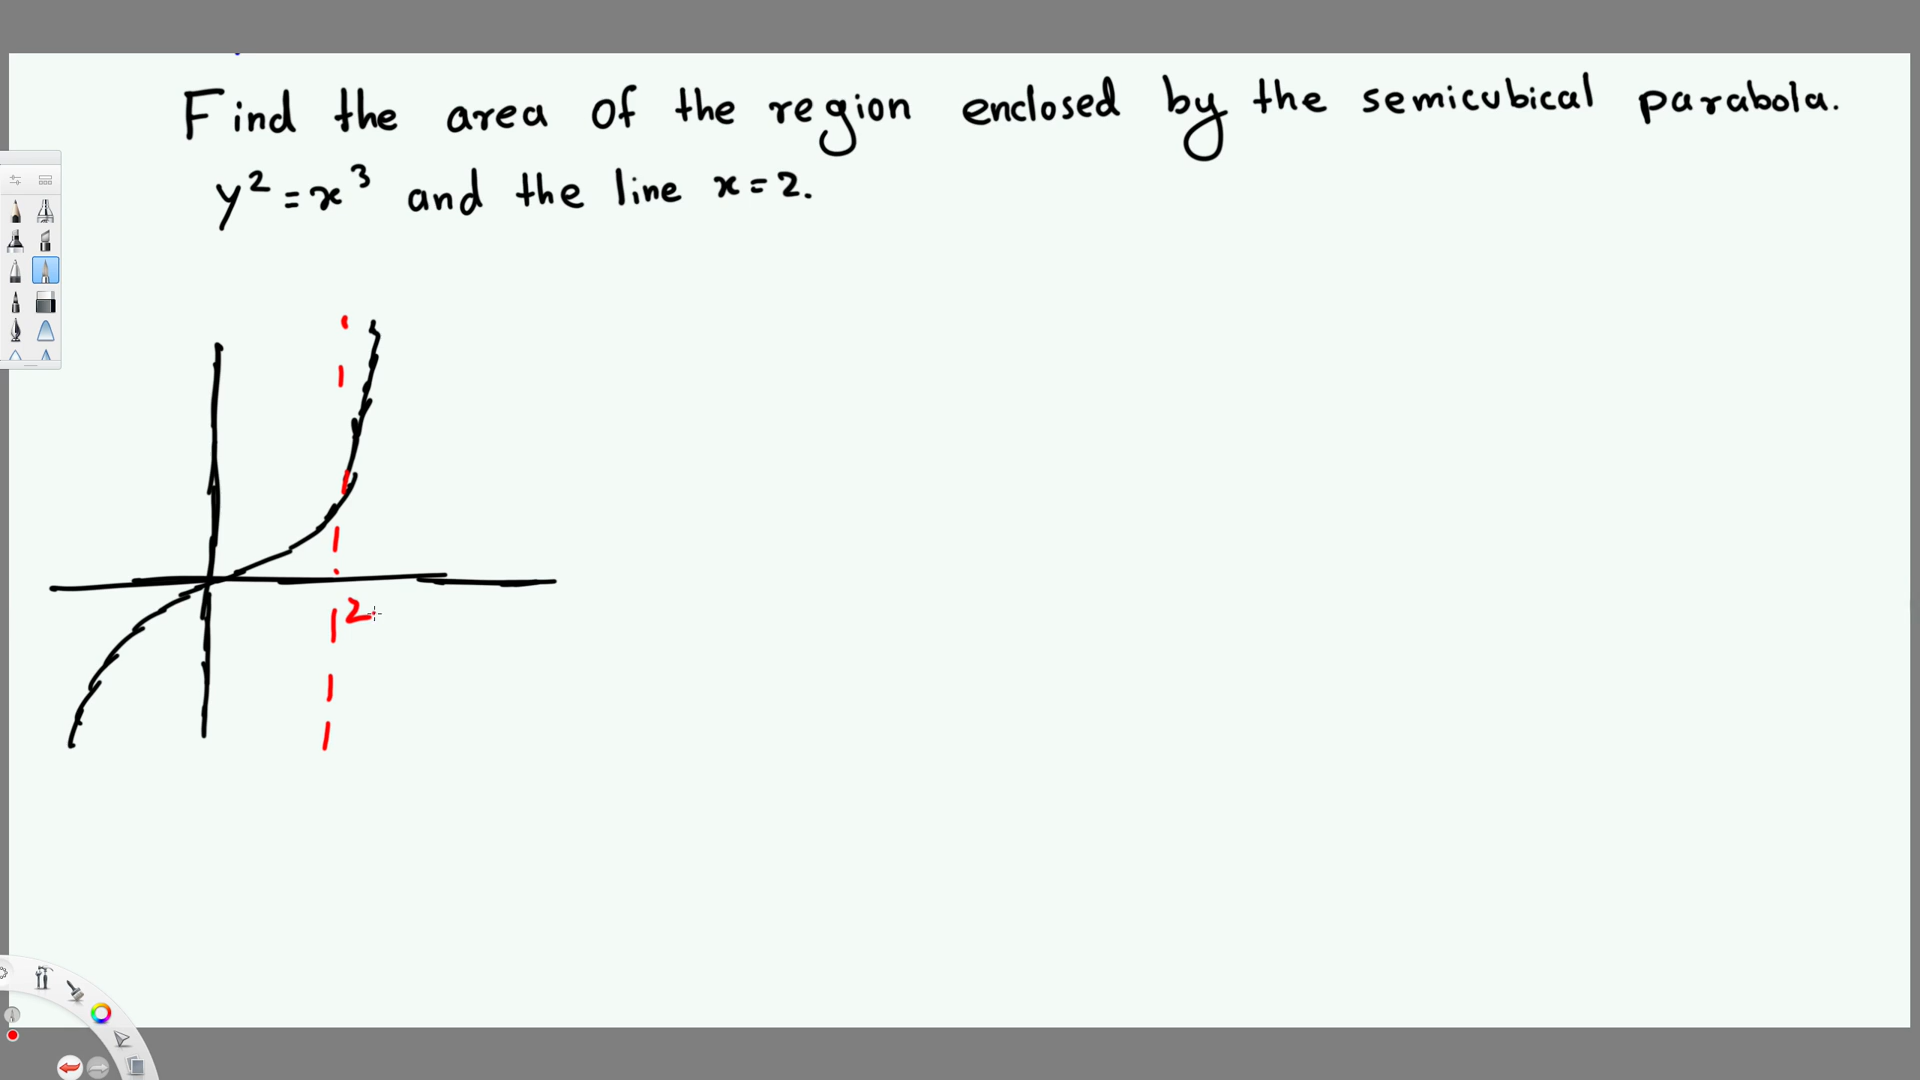 Find the area of the region enclosed by the semicubical parabola.
y² = x³ and the line x = 2.
2